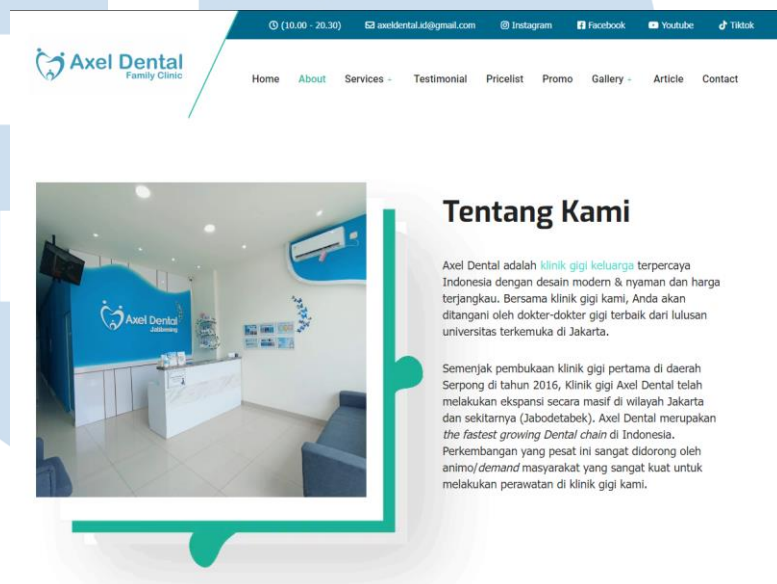 (10.00 - 20.30) axeldental.id@gmail.com Instagram Facebook Youtube Tiktok
Axel Dental
Family Clinic
Home About Services Testimonial Pricelist Promo Gallery Article Contact
Axel Dental
Jatibening
Tentang Kami
Axel Dental adalah klinik gigi keluarga terpercaya
Indonesia dengan desain modern & nyaman dan harga
terjangkau. Bersama klinik gigi kami, Anda akan
ditangani oleh dokter-dokter gigi terbaik dari lulusan
universitas terkemuka di Jakarta.
Semenjak pembukaan klinik gigi pertama di daerah
Serpong di tahun 2016, Klinik gigi Axel Dental telah
melakukan ekspansi secara masif di wilayah Jakarta
dan sekitarnya (Jabodetabek). Axel Dental merupakan
the fastest growing Dental chain di Indonesia.
Perkembangan yang pesat ini sangat didorong oleh
animo/demand masyarakat yang sangat kuat untuk
melakukan perawatan di klinik gigi kami.